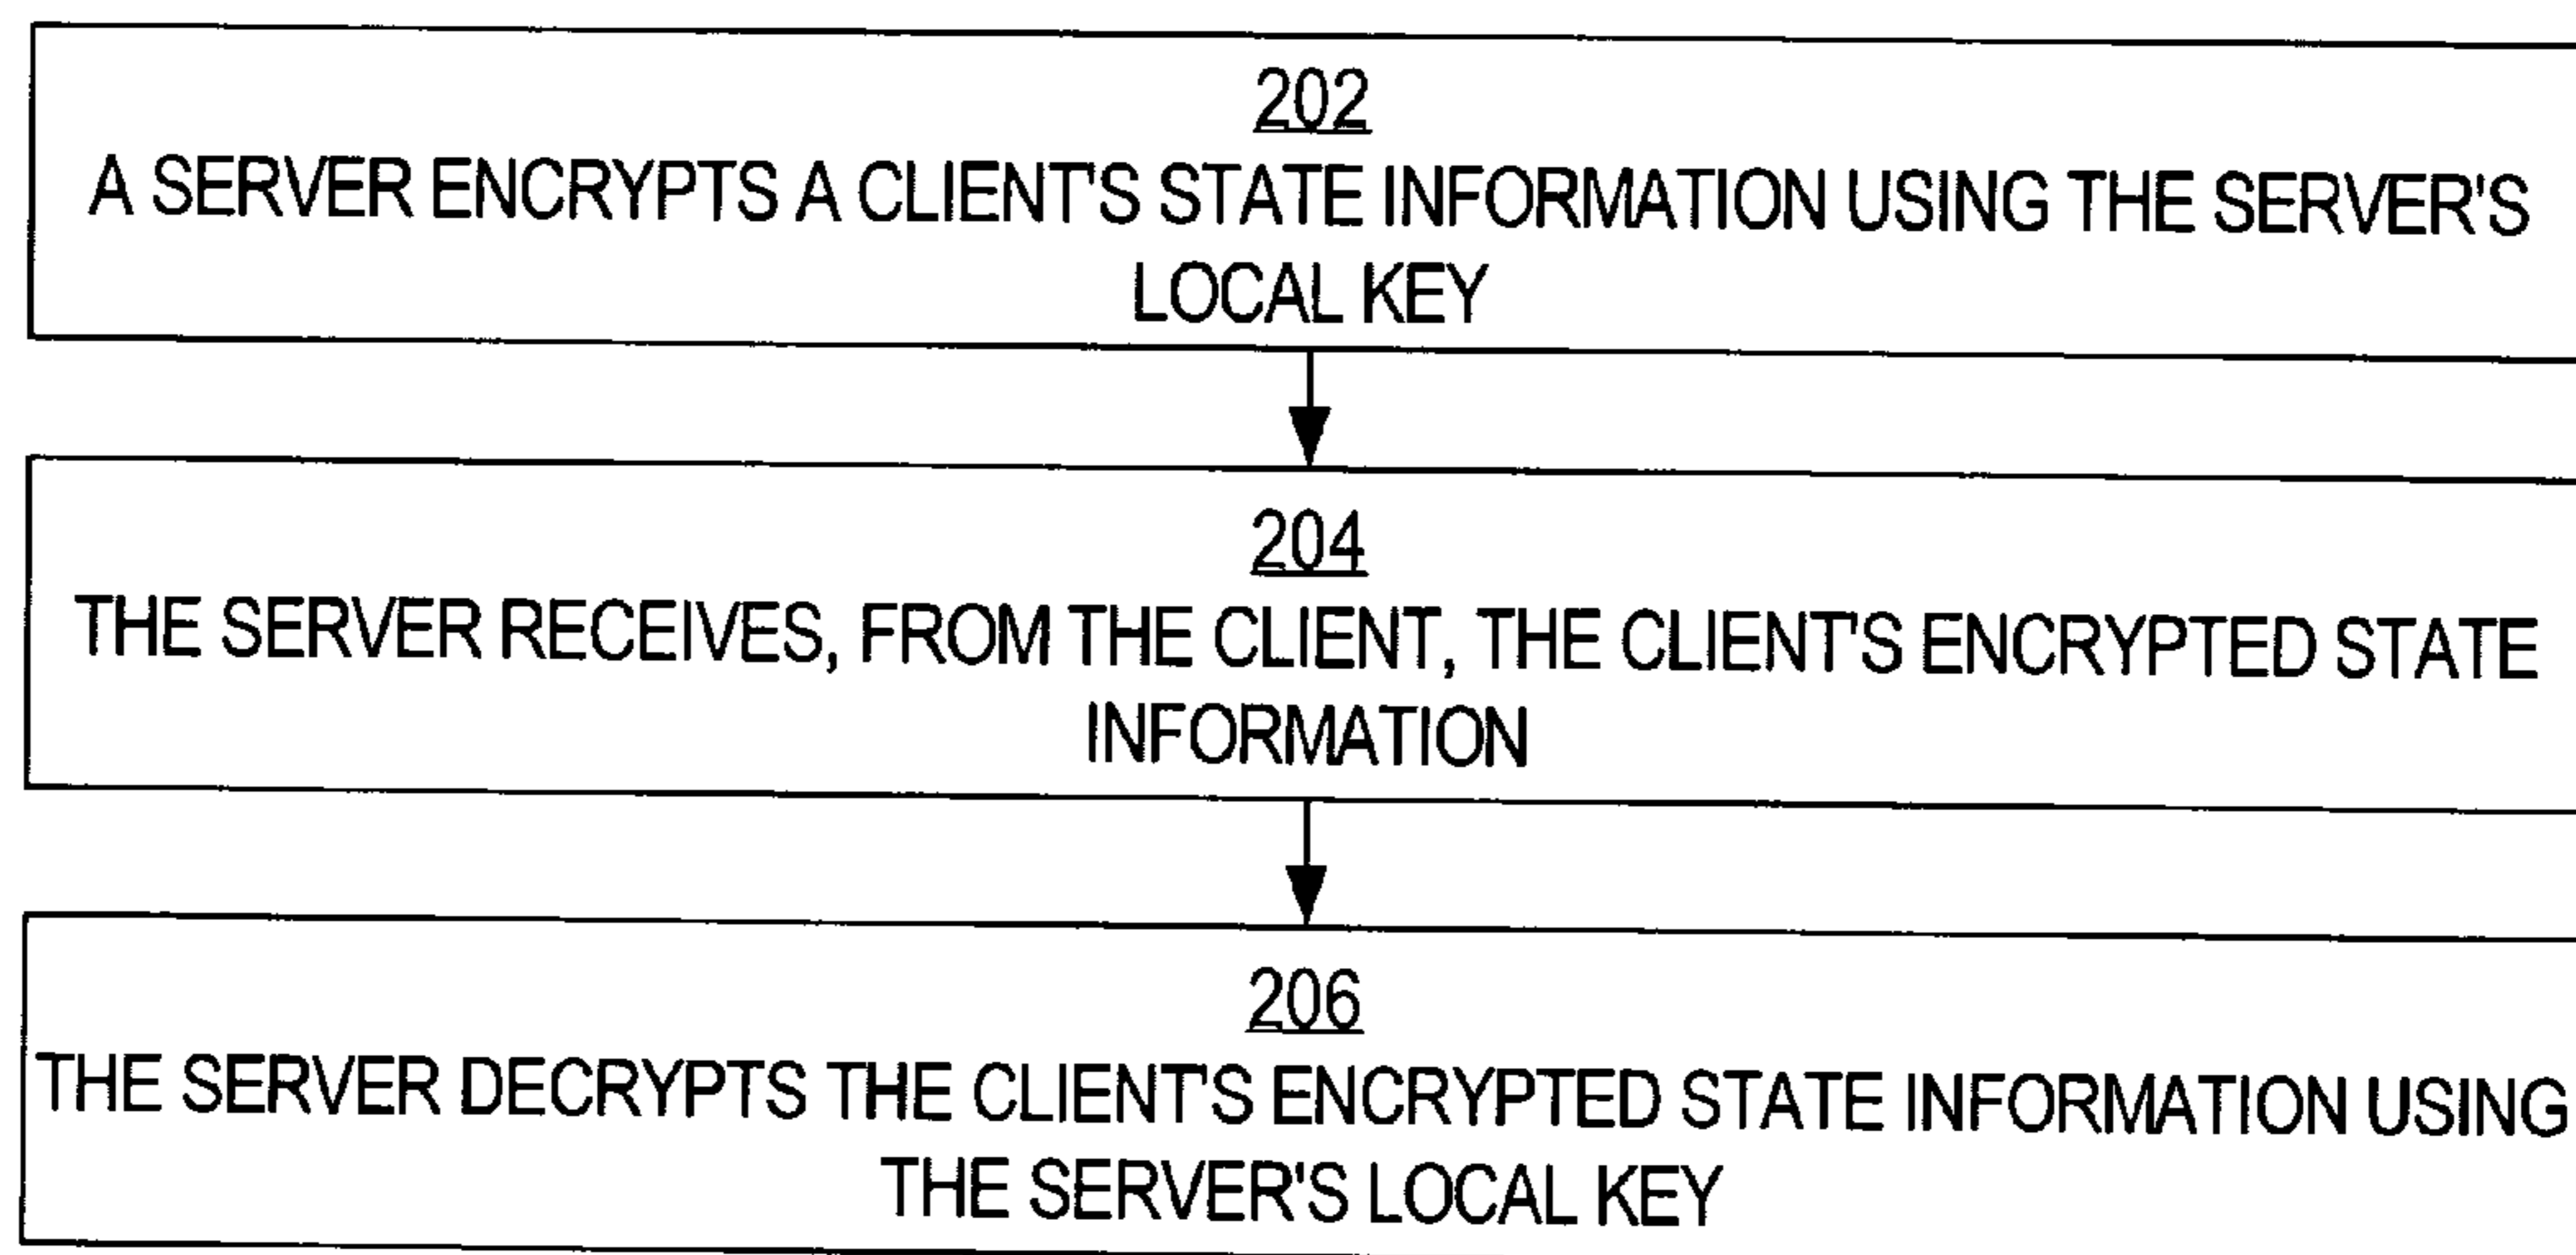 202
A SERVER ENCRYPTS A CLIENT'S STATE INFORMATION USING THE SERVER'S
LOCAL KEY
204
THE SERVER RECEIVES, FROM THE CLIENT, THE CLIENT'S ENCRYPTED STATE
INFORMATION
206
THE SERVER DECRYPTS THE CLIENT'S ENCRYPTED STATE INFORMATION USING
THE SERVER'S LOCAL KEY